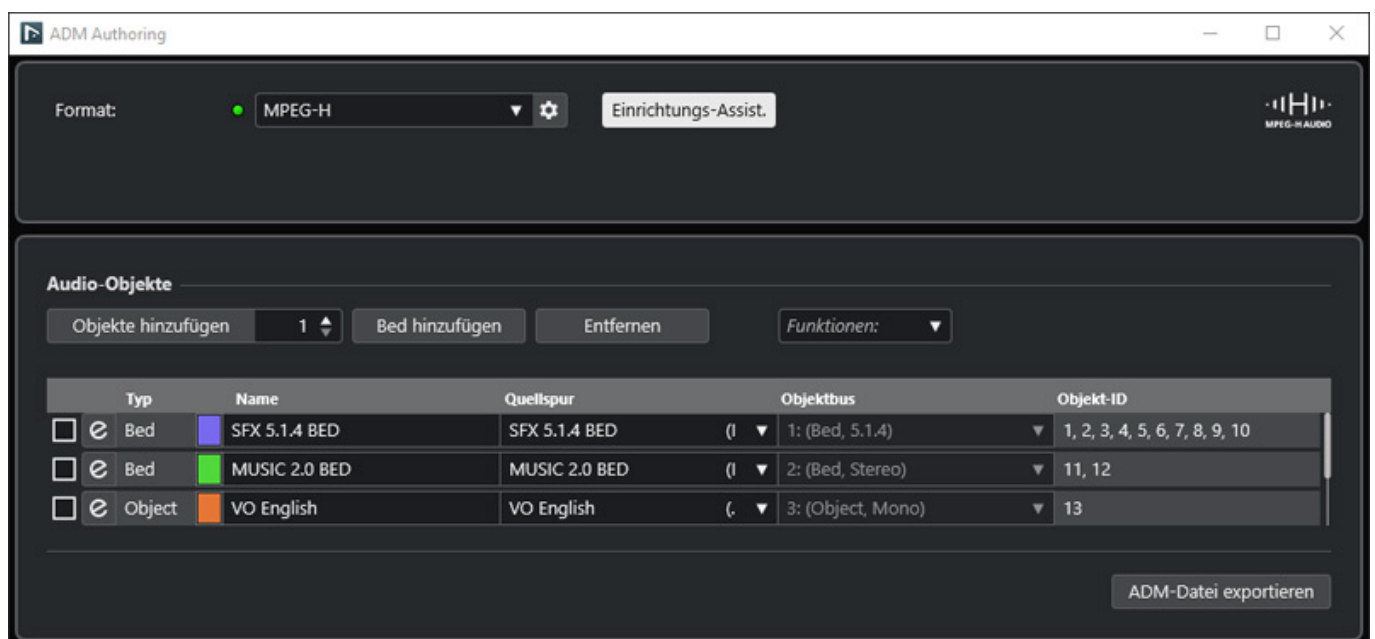 ADM Authoring
Format: MPEG-H Einrichtungs-Assist.
MPEG-H AUDIO
Audio-Objekte
Objekte hinzufügen 1 Bed hinzufügen Entfernen Funktionen:
Typ Name Quellspur Objektbus Objekt-ID
e Bed SFX 5.1.4 BED SFX 5.1.4 BED (I 1: (Bed, 5.1.4) 1, 2, 3, 4, 5, 6, 7, 8, 9, 10
e Bed MUSIC 2.0 BED MUSIC 2.0 BED (I 2: (Bed, Stereo) 11, 12
e Object VO English VO English (. 3: (Object, Mono) 13
ADM-Datei exportieren